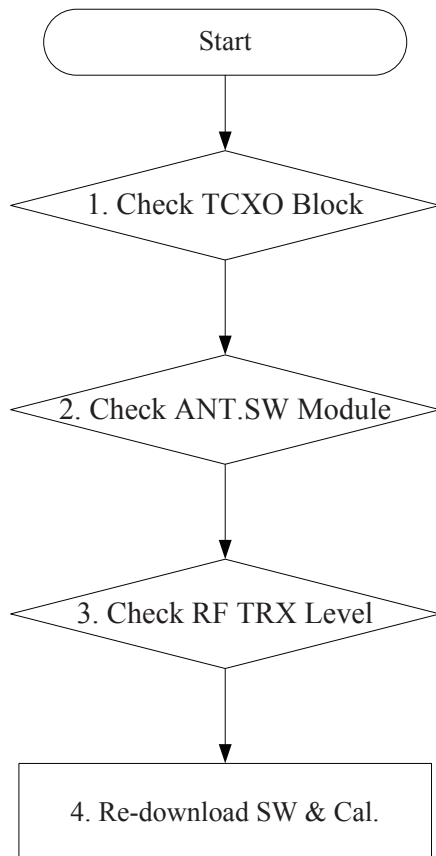 Start
1. Check TCXO Block
2. Check ANT.SW Module
3. Check RF TRX Level
4. Re-download SW & Cal.